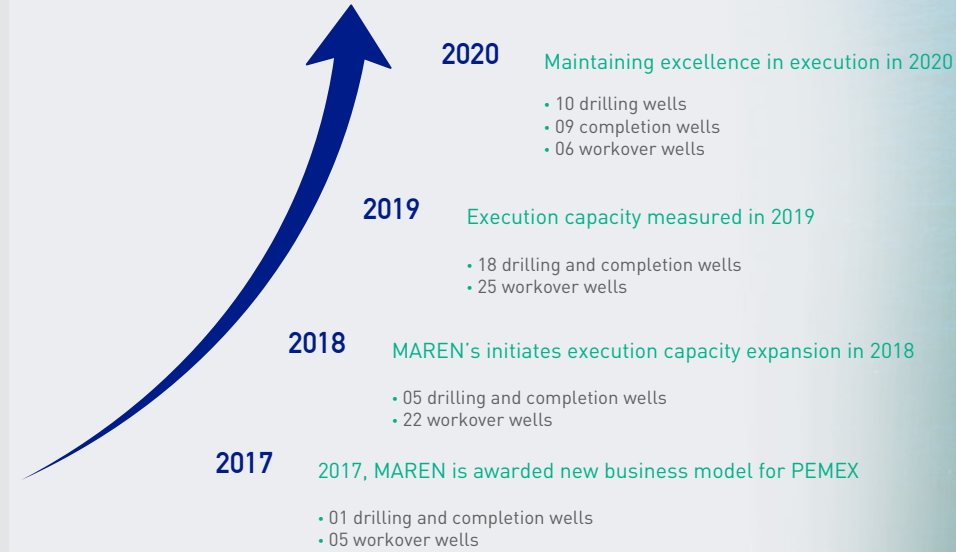 2020
Maintaining excellence in execution in 2020
• 10 drilling wells
• 09 completion wells
• 06 workover wells
2019
Execution capacity measured in 2019
• 18 drilling and completion wells
• 25 workover wells
2018
MAREN's initiates execution capacity expansion in 2018
• 05 drilling and completion wells
• 22 workover wells
2017
2017, MAREN is awarded new business model for PEMEX
• 01 drilling and completion wells
• 05 workover wells